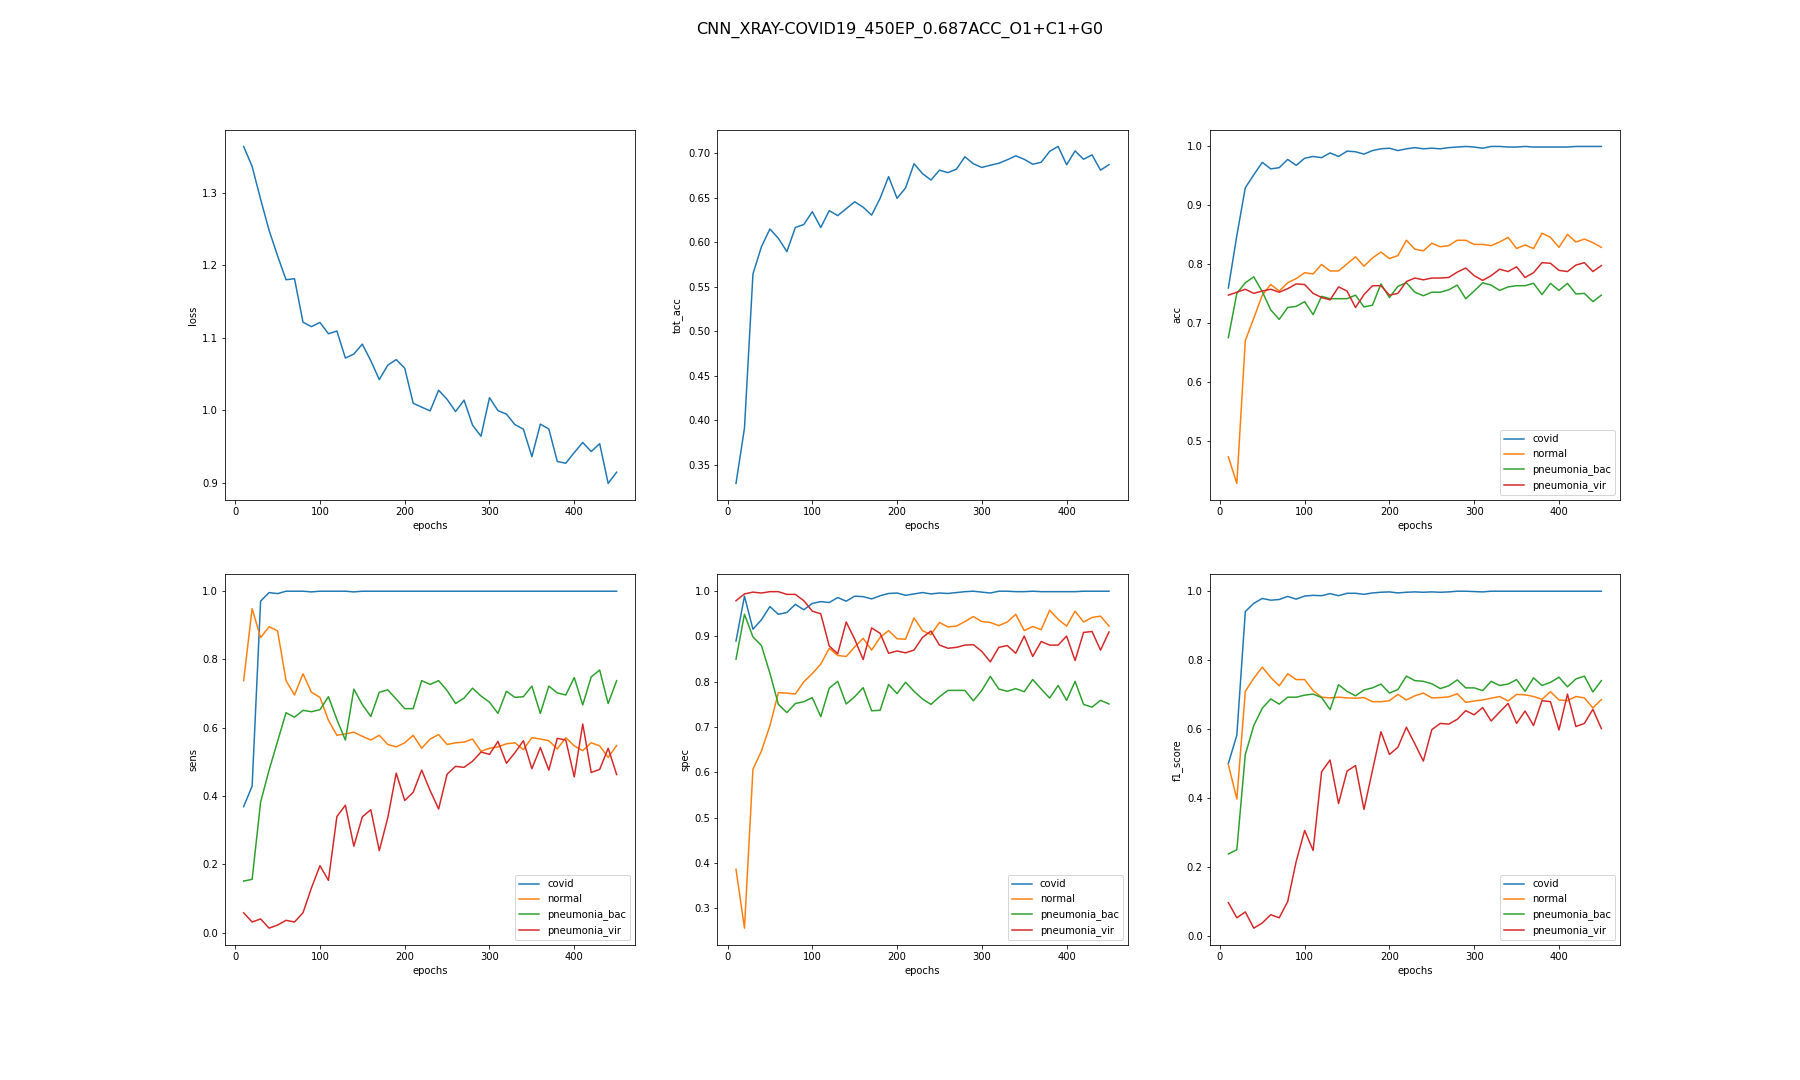 CNN_XRAY-COVID19_450EP_0.687ACC_O1+C1+G0
loss
1.3
1.2
1.1
1.0
0.9
0 100 200 300 400
epochs
tot_acc
0.70
0.65
0.60
0.55
0.50
0.45
0.40
0.35
0 100 200 300 400
epochs
acc
1.0
0.9
0.8
0.7
0.6
0.5
covid
normal
pneumonia_bac
pneumonia_vir
0 100 200 300 400
epochs
sens
1.0
0.8
0.6
0.4
0.2
0.0
covid
normal
pneumonia_bac
pneumonia_vir
0 100 200 300 400
epochs
spec
1.0
0.9
0.8
0.7
0.6
0.5
0.4
0.3
covid
normal
pneumonia_bac
pneumonia_vir
0 100 200 300 400
epochs
f1_score
1.0
0.8
0.6
0.4
0.2
0.0
covid
normal
pneumonia_bac
pneumonia_vir
0 100 200 300 400
epochs